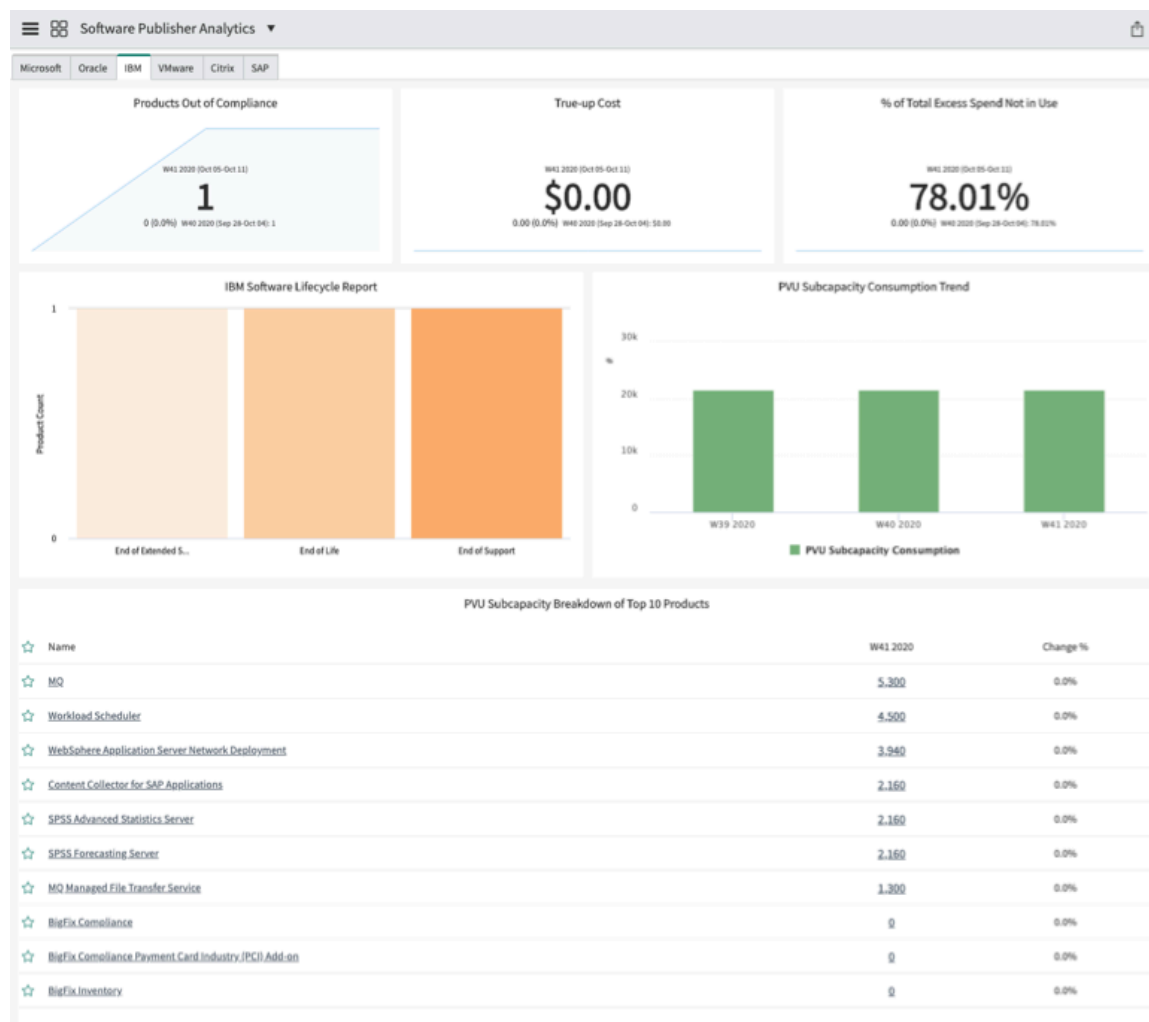 Software Publisher Analytics ▼
Microsoft Oracle IBM VMware Citrix SAP
Products Out of Compliance
W41 2020 (Oct 05-Oct 11)
1
0 (0.0%) W40 2020 (Sep 28-Oct 04): 1
True-up Cost
W41 2020 (Oct 05-Oct 11)
$0.00
0.00 (0.0%) W40 2020 (Sep 28-Oct 04): $0.00
% of Total Excess Spend Not in Use
W41 2020 (Oct 05-Oct 11)
78.01%
0.00 (0.0%) W40 2020 (Sep 28-Oct 04): 78.01%
IBM Software Lifecycle Report
Product Count
1
0
End of Extended S... End of Life End of Support
PVU Subcapacity Consumption Trend
%
30k
20k
10k
0
W39 2020 W40 2020 W41 2020
PVU Subcapacity Consumption
PVU Subcapacity Breakdown of Top 10 Products
Name W41 2020 Change %
MQ 5,300 0.0%
Workload Scheduler 4,500 0.0%
WebSphere Application Server Network Deployment 3,940 0.0%
Content Collector for SAP Applications 2,160 0.0%
SPSS Advanced Statistics Server 2,160 0.0%
SPSS Forecasting Server 2,160 0.0%
MQ Managed File Transfer Service 1,300 0.0%
BigFix Compliance 0 0.0%
BigFix Compliance Payment Card Industry (PCI) Add-on 0 0.0%
BigFix Inventory 0 0.0%